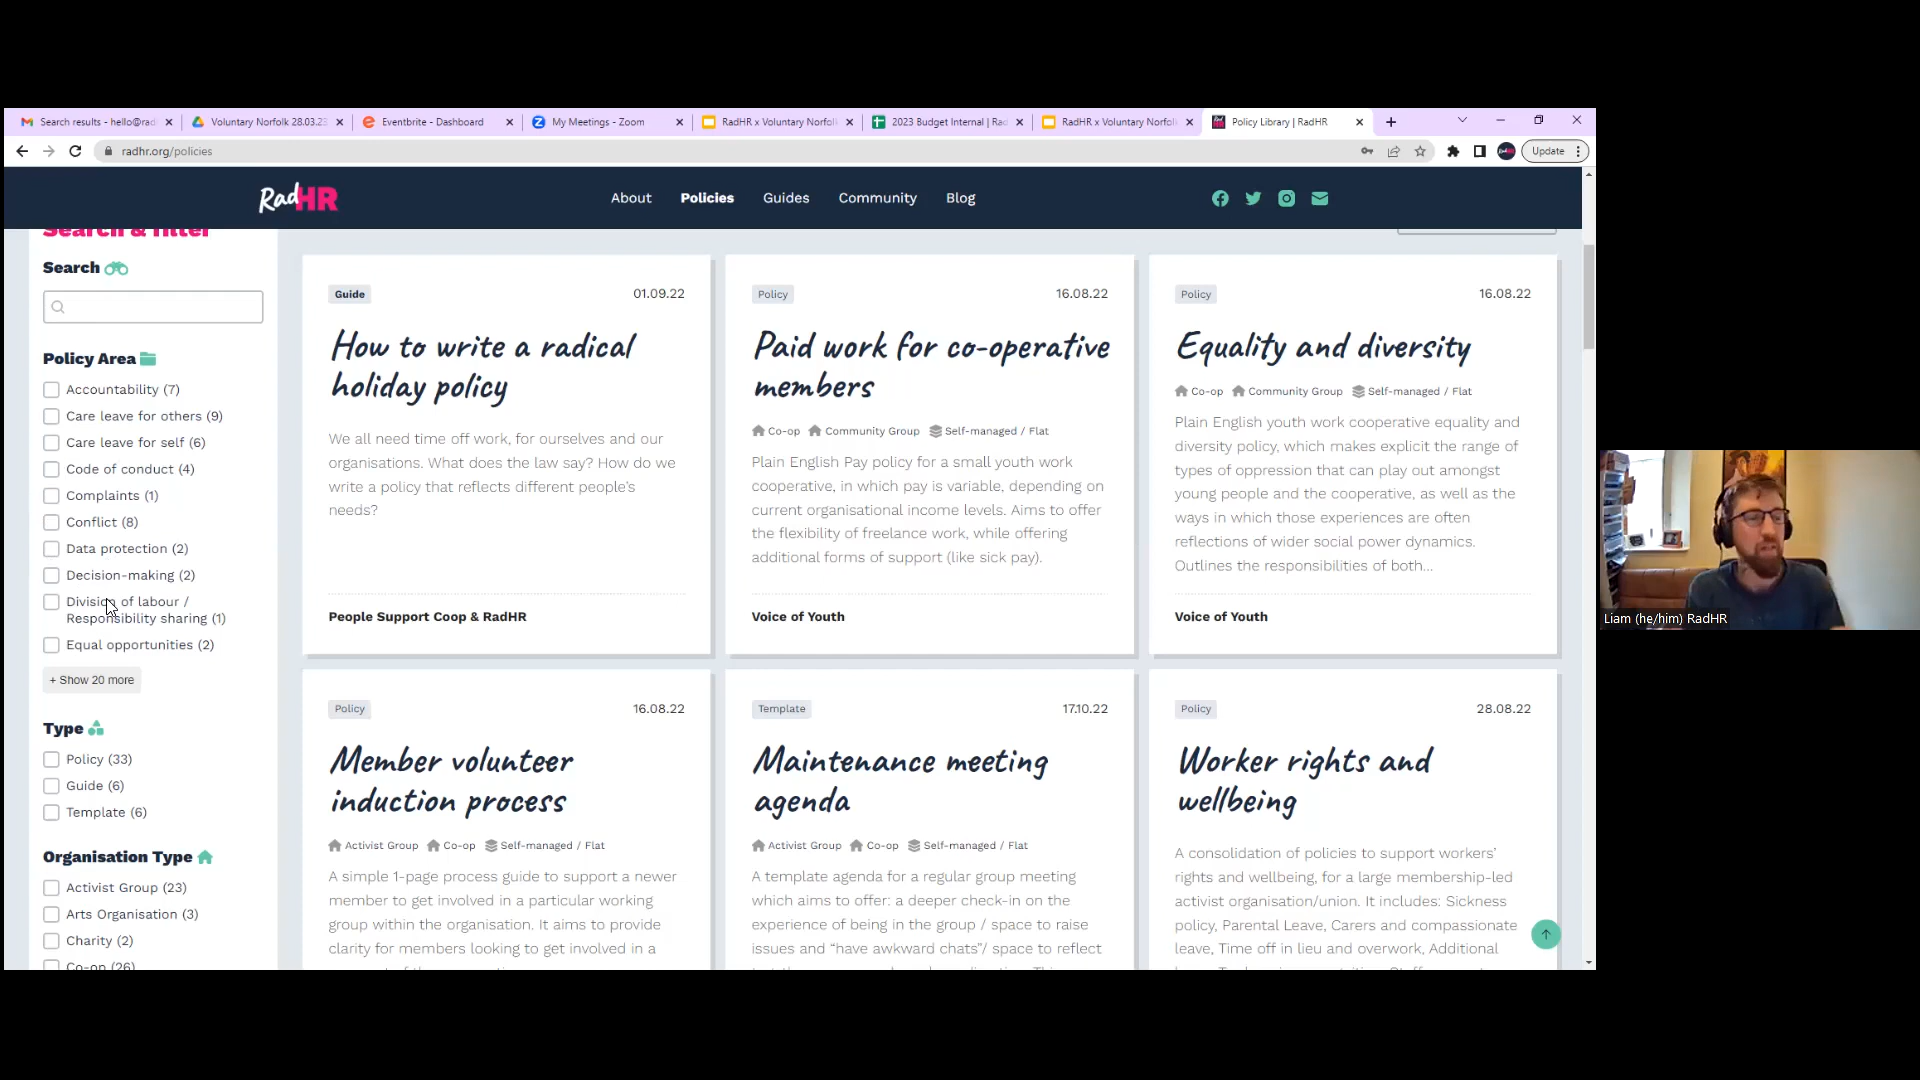 Search results - hello@rad
Voluntary Norfolk 28.03.23
Eventbrite - Dashboard
My Meetings - Zoom
RadHR x Voluntary Norfol
2023 Budget Internal | Rad
RadHR x Voluntary Norfol
Policy Library | RadHR
radhr.org/policies
Update
RadHR
About
Policies
Guides
Community
Blog
Search & filter
Search
Policy Area
Accountability (7)
Care leave for others (9)
Care leave for self (6)
Code of conduct (4)
Complaints (1)
Conflict (8)
Data protection (2)
Decision-making (2)
Division of labour /
Responsibility sharing (1)
Equal opportunities (2)
+ Show 20 more
Type
Policy (33)
Guide (6)
Template (6)
Organisation Type
Activist Group (23)
Arts Organisation (3)
Charity (2)
Co-op (26)
Guide
01.09.22
How to write a radical
holiday policy
We all need time off work, for ourselves and our
organisations. What does the law say? How do we
write a policy that reflects different people's
needs?
People Support Coop & RadHR
Policy
16.08.22
Paid work for co-operative
members
Co-op Community Group Self-managed / Flat
Plain English Pay policy for a small youth work
cooperative, in which pay is variable, depending on
current organisational income levels. Aims to offer
the flexibility of freelance work, while offering
additional forms of support (like sick pay).
Voice of Youth
Policy
16.08.22
Equality and diversity
Co-op Community Group Self-managed / Flat
Plain English youth work cooperative equality and
diversity policy, which makes explicit the range of
types of oppression that can play out amongst
young people and the cooperative, as well as the
ways in which those experiences are often
reflections of wider social power dynamics.
Outlines the responsibilities of both...
Voice of Youth
Policy
16.08.22
Member volunteer
induction process
Activist Group Co-op Self-managed / Flat
A simple 1-page process guide to support a newer
member to get involved in a particular working
group within the organisation. It aims to provide
clarity for members looking to get involved in a
Template
17.10.22
Maintenance meeting
agenda
Activist Group Co-op Self-managed / Flat
A template agenda for a regular group meeting
which aims to offer: a deeper check-in on the
experience of being in the group / space to raise
issues and “have awkward chats”/ space to reflect
Policy
28.08.22
Worker rights and
wellbeing
A consolidation of policies to support workers’
rights and wellbeing, for a large membership-led
activist organisation/union. It includes: Sickness
policy, Parental Leave, Carers and compassionate
leave, Time off in lieu and overwork, Additional
Liam (he/him) RadHR